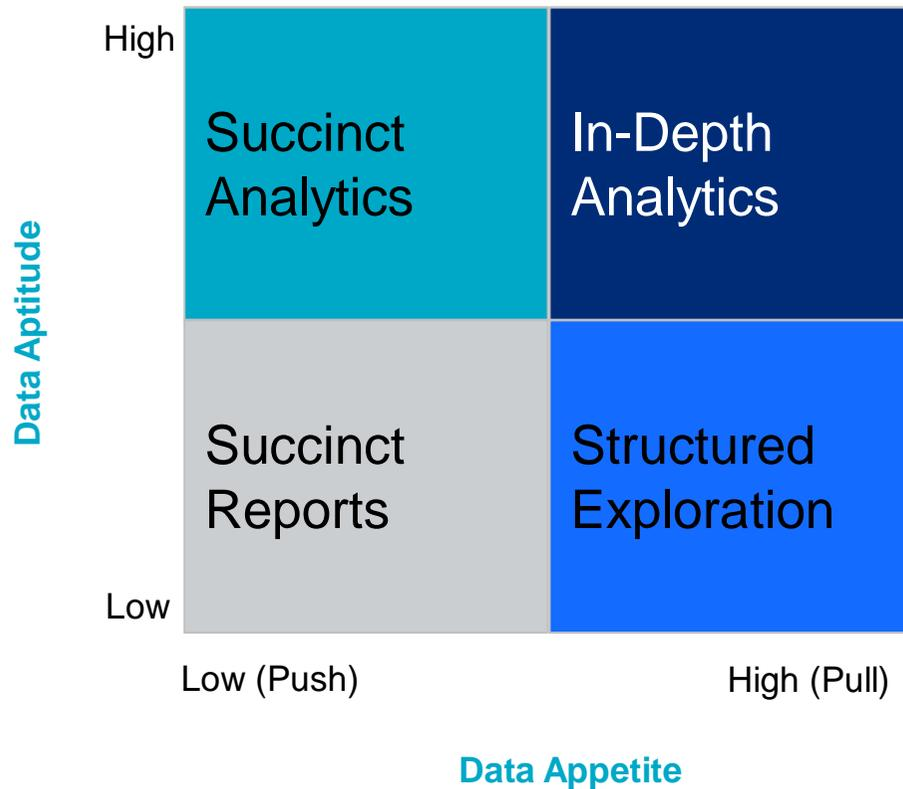 High
Succinct
Analytics
In-Depth
Analytics
Data Aptitude
Succinct
Reports
Structured
Exploration
Low
Low (Push)
High (Pull)
Data Appetite